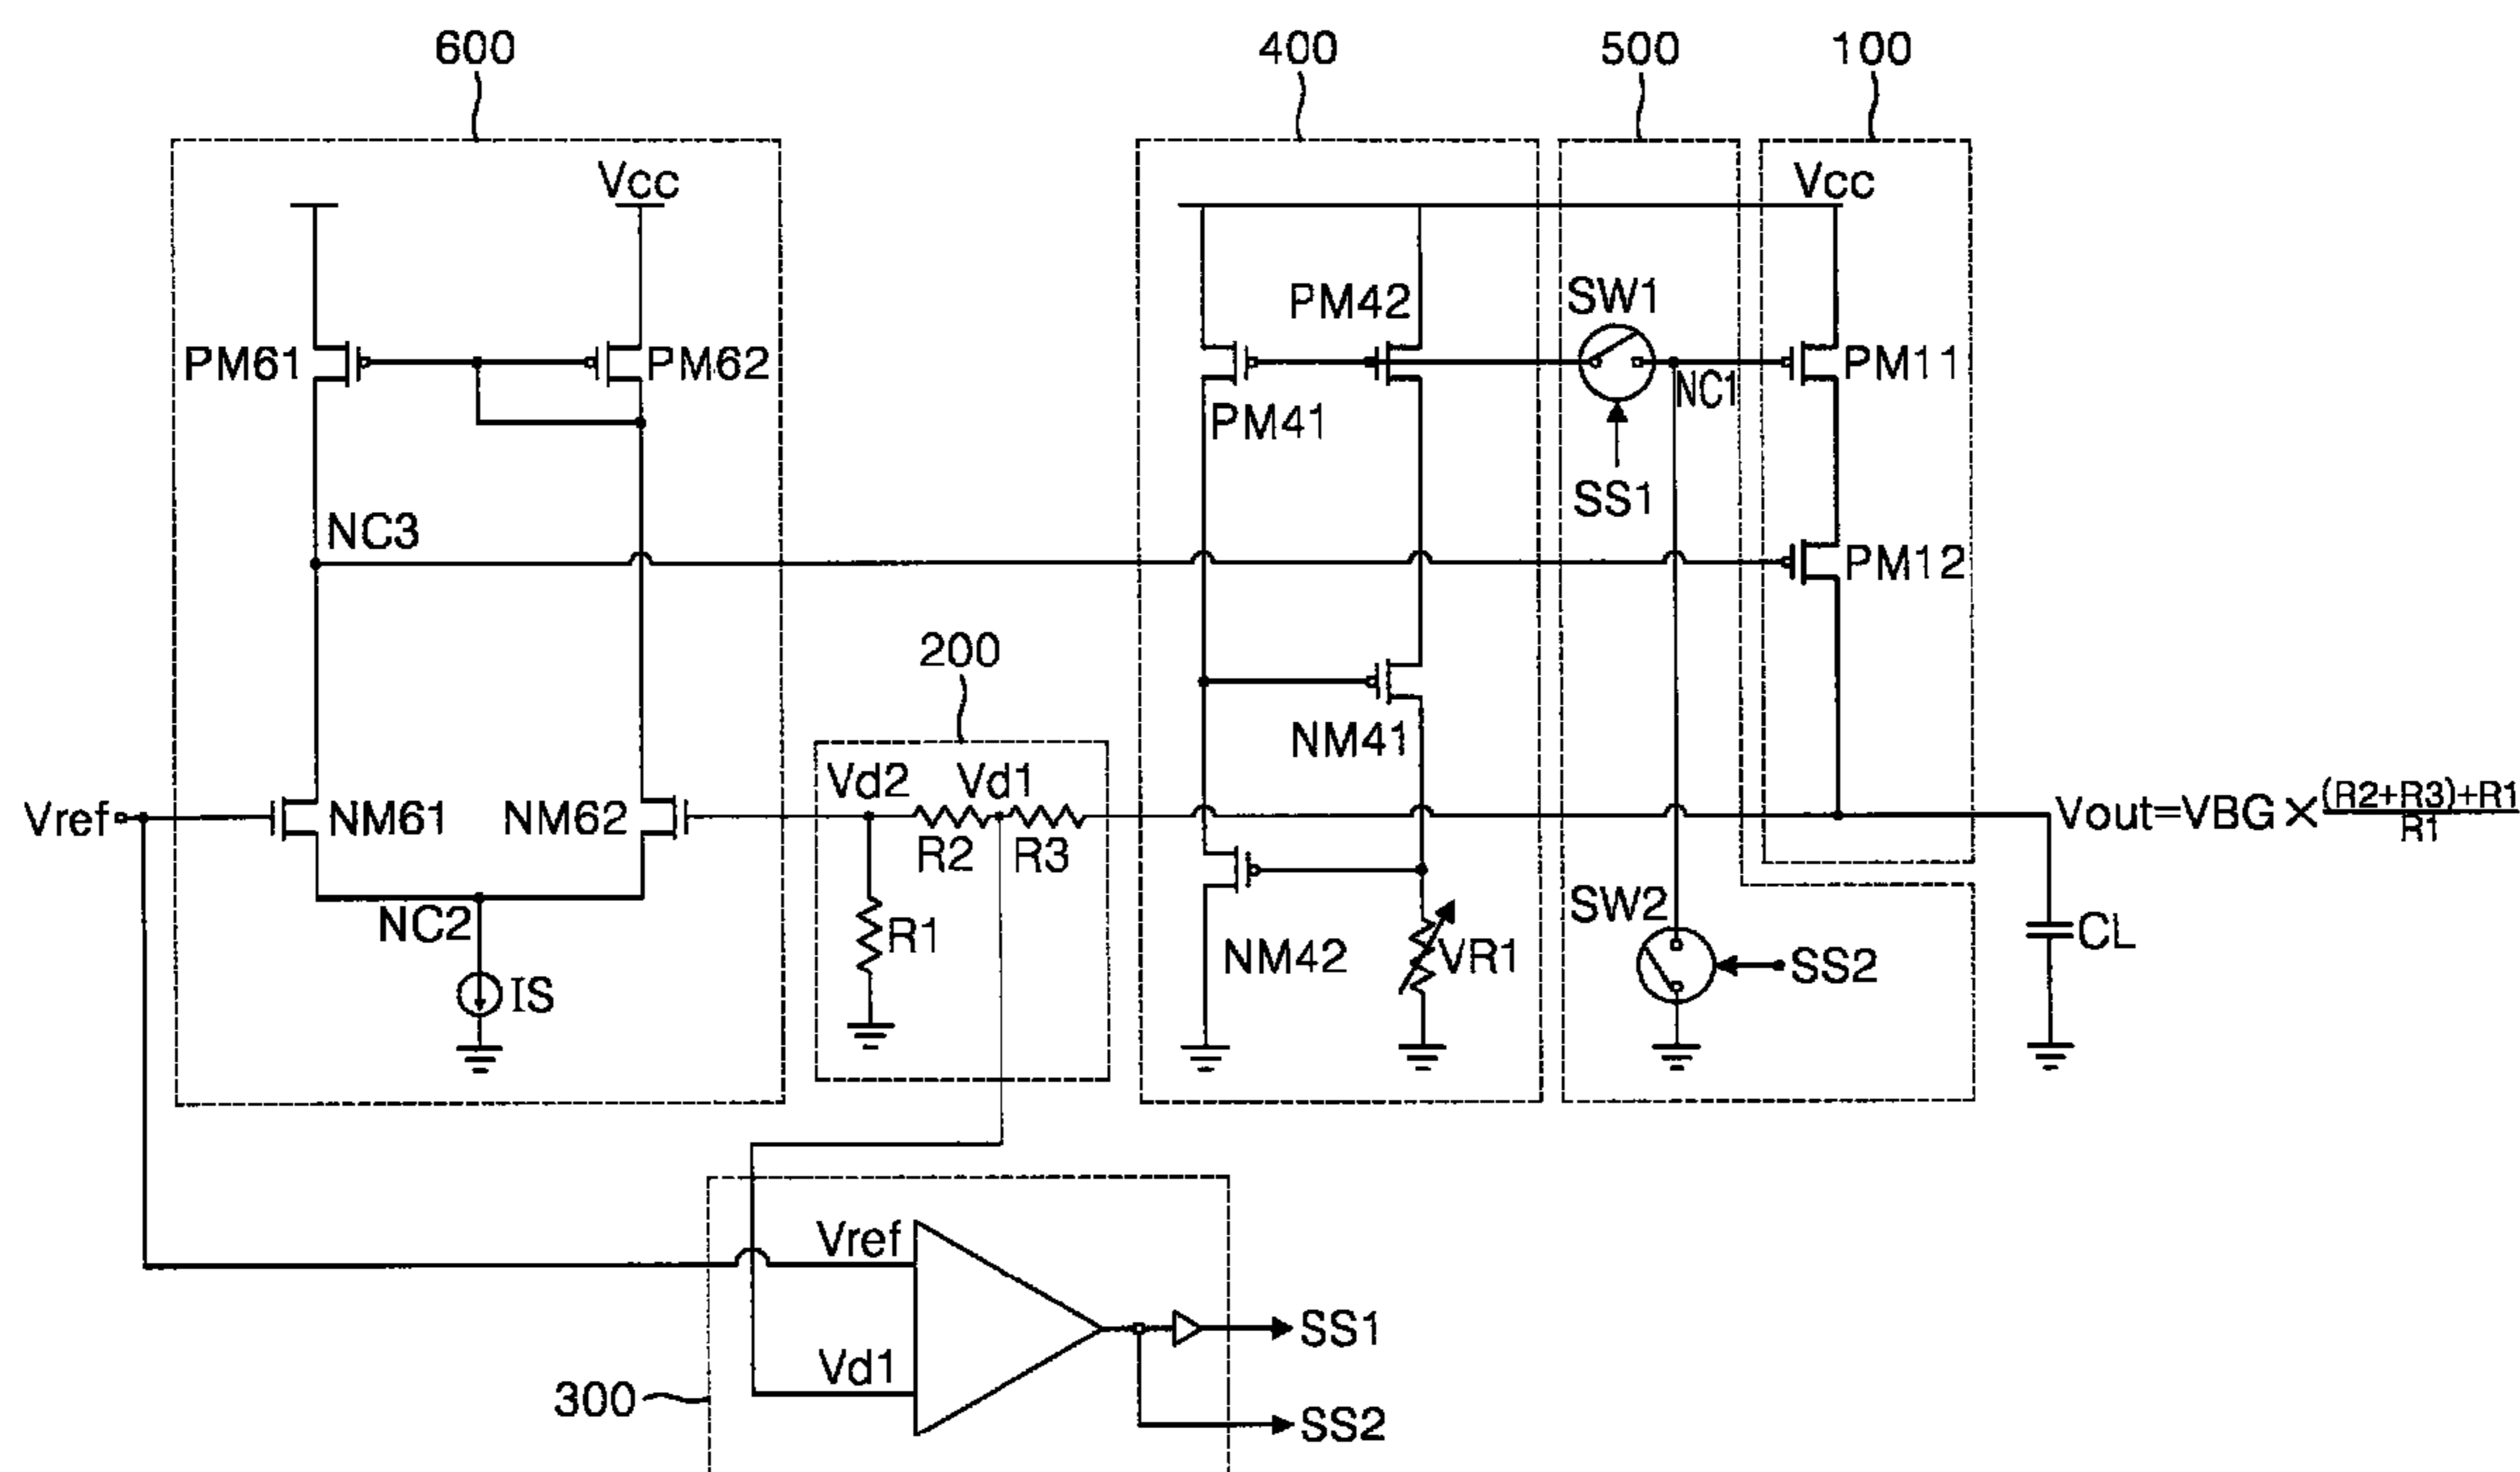 600
400
500
100
Vcc
Vcc
PM42
SW1
PM61
PM62
PM11
NC1
PM41
SS1
NC3
PM12
200
NM41
Vd2
Vd1
Vref
NM61
NM62
R2
R3
Vout=VBG×(R2+R3)+R1
R1
NC2
R1
SW2
CL
NM42
VR1
SS2
IS
Vref
SS1
Vd1
300
SS2